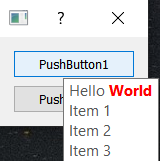 ?
PushButton1
Push
Hello World
Item 1
Item 2
Item 3